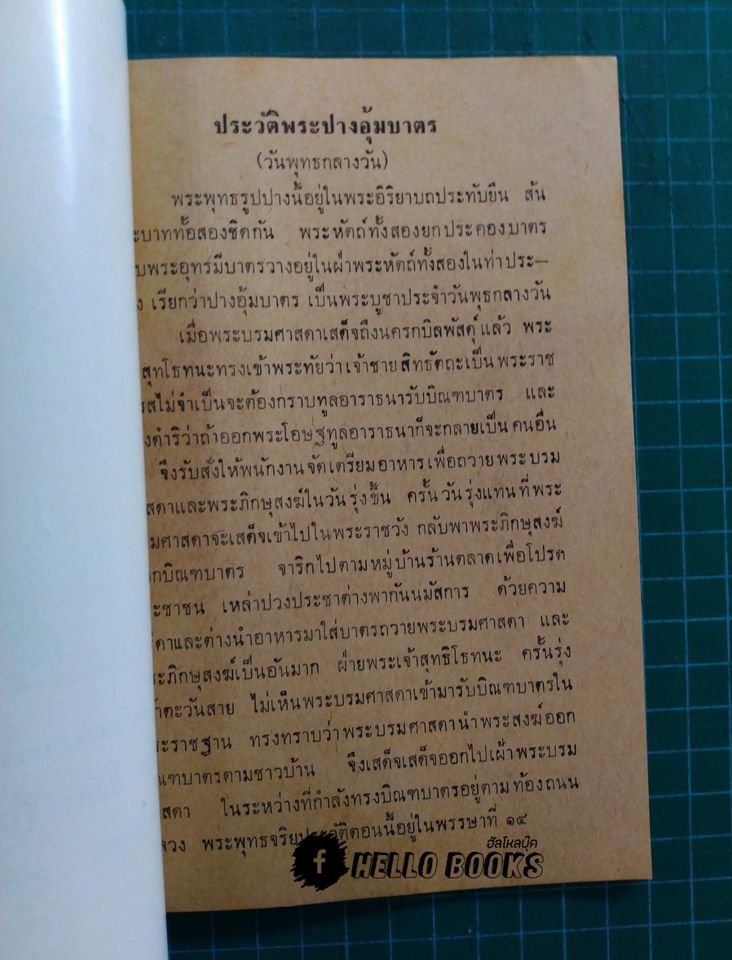 ประวัติพระปางอุ้มบาตร
(วันพุทธกลางวัน)
พระพุทธรูปปางนี้อยู่ในพระอิริยาบถประทับยืน ส้น
ะบาททั้อสองชิดกัน พระหัตถ์ทั้งสองยกประคองบาตร
บพระอุทรมีบาตรวางอยู่ในฝ่าพระหัตถ์ทั้งสองในท่าประ–
ง เรียกว่าปางอุ้มบาตร เป็นพระบูชาประจำวันพุธกลางวัน
เมื่อพระบรมศาสดาเสด็จถึงนครกบิลพัสดุ์แล้ว พระ
สุทโธทนะทรงเข้าพระทัยว่าเจ้าชายสิทธัตถะเป็นพระราช
รสไม่จำเป็นจะต้องกราบทูลอาราธนารับบิณฑบาตร และ
งดำริว่าถ้าออกพระโอษฐทูลอาราธนาก็จะกลายเป็นคนอื่น
จึงรับสั่งให้พนักงานจัดเตรียมอาหารเพื่อถวายพระบรม
าสดาและพระภิกษุสงฆ์ในวันรุ่งขึ้น ครั้นวันรุ่งแทนที่พระ
รมศาสดาจะเสด็จเข้าไปในพระราชวัง กลับพาพระภิกษุสงฆ์
อกบิณฑบาตร จาริกไปตามหมู่บ้านร้านตลาดเพื่อโปรด
ะชาชน เหล่าปวงประชาต่างพากันนมัสการ ด้วยความ
ดาและต่างนำอาหารมาใส่บาตรถวายพระบรมศาสดา และ
ะภิกษุสงฆ์เป็นอันมาก ฝ่ายพระเจ้าสุทธิโธทนะ ครั้นรุ่ง
้าตะวันสาย ไม่เห็นพระบรมศาสดาเข้ามารับบิณฑบาตรใน
ะราชฐาน ทรงทราบว่าพระบรมศาสดานำพระสงฆ์ออก
ณฑบาตรตามชาวบ้าน จึงเสด็จเสด็จออกไปเฝ้าพระบรม
าสดา ในระหว่างที่กำลังทรงบิณฑบาตรอยู่ตามท้องถนน
ลวง พระพุทธจริยประวัติตอนนี้อยู่ในพรรษาที่ ๑๔
ฮัลโหลบุ๊ค
f HELLO BOOKS